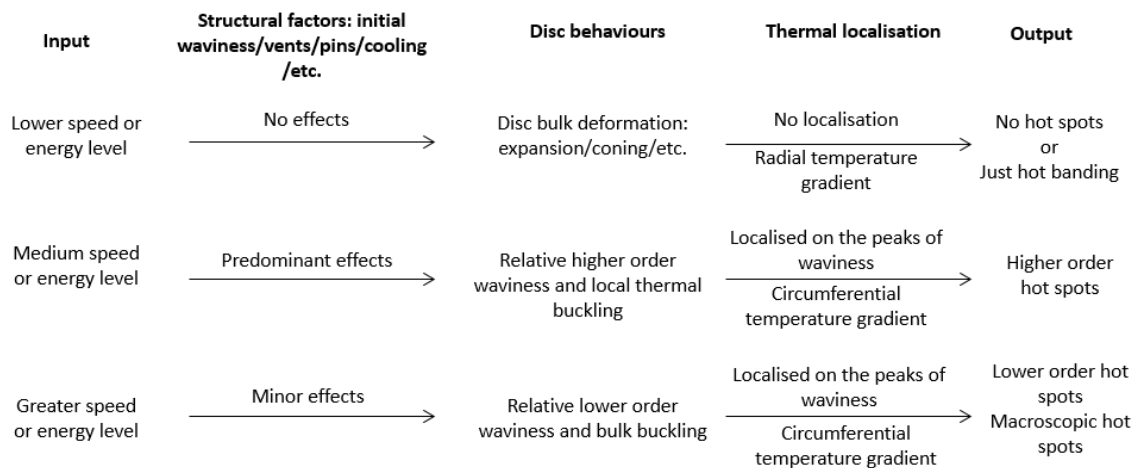 Input
Structural factors: initial
waviness/vents/pins/cooling
/etc.
Disc behaviours
Thermal localisation
Output
Lower speed or
energy level
No effects
Disc bulk deformation:
expansion/coning/etc.
No localisation
Radial temperature
gradient
No hot spots
or
Just hot banding
Medium speed
or energy level
Predominant effects
Relative higher order
waviness and local thermal
buckling
Localised on the peaks of
waviness
Circumferential
temperature gradient
Higher order
hot spots
Greater speed
or energy level
Minor effects
Relative lower order
waviness and bulk buckling
Localised on the peaks of
waviness
Circumferential
temperature gradient
Lower order hot
spots
Macroscopic hot
spots